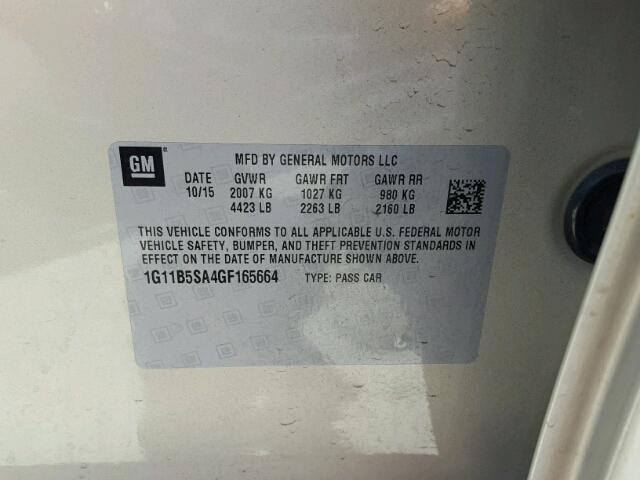 GM
MFD BY GENERAL MOTORS LLC
DATE GVWR GAWR FRT GAWR RR
10/15 2007 KG 1027 KG 980 KG
4423 LB 2263 LB 2160 LB
THIS VEHICLE CONFORMS TO ALL APPLICABLE U.S. FEDERAL MOTOR
VEHICLE SAFETY, BUMPER, AND THEFT PREVENTION STANDARDS IN
EFFECT ON THE DATE OF MANUFACTURE SHOWN ABOVE.
1G11B5SA4GF165664 TYPE: PASS CAR